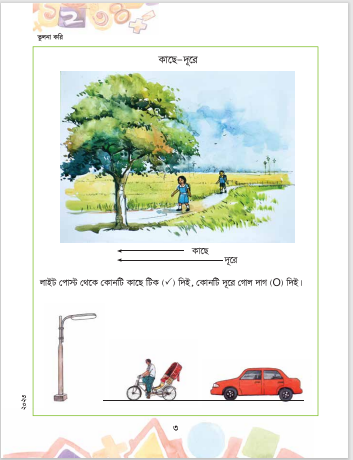 তুলনা করি
কাছে–দূরে
কাছে
দূরে
লাইট পোস্ট থেকে কোনটি কাছে টিক (✓) দিই, কোনটি দূরে গোল দাগ (O) দিই।
২০২৩
৩